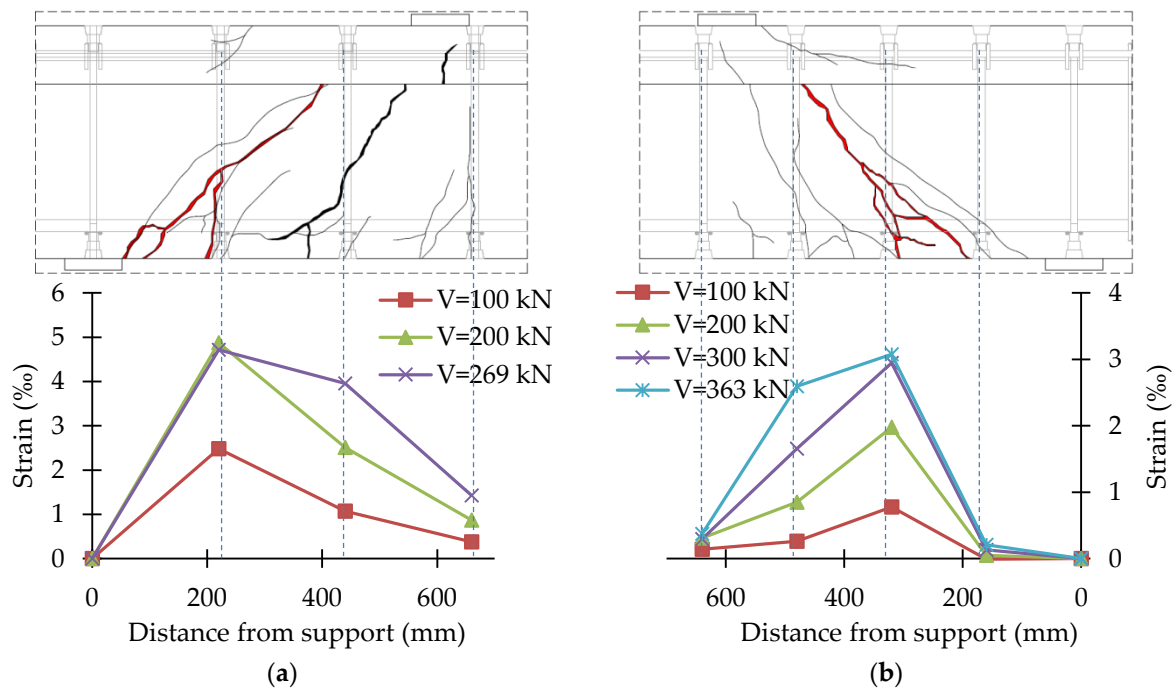 6
5
4
3
2
1
0
Strain (‰)
V=100 kN
V=200 kN
V=269 kN
0
200
400
600
Distance from support (mm)
(a)
V=100 kN
V=200 kN
V=300 kN
V=363 kN
4
3
2
1
0
Strain (‰)
600
400
200
0
Distance from support (mm)
(b)